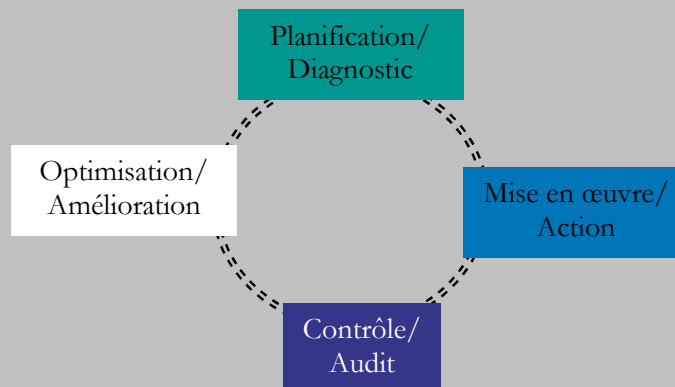 Planification/
Diagnostic
Optimisation/
Amélioration
Mise en œuvre/
Action
Contrôle/
Audit